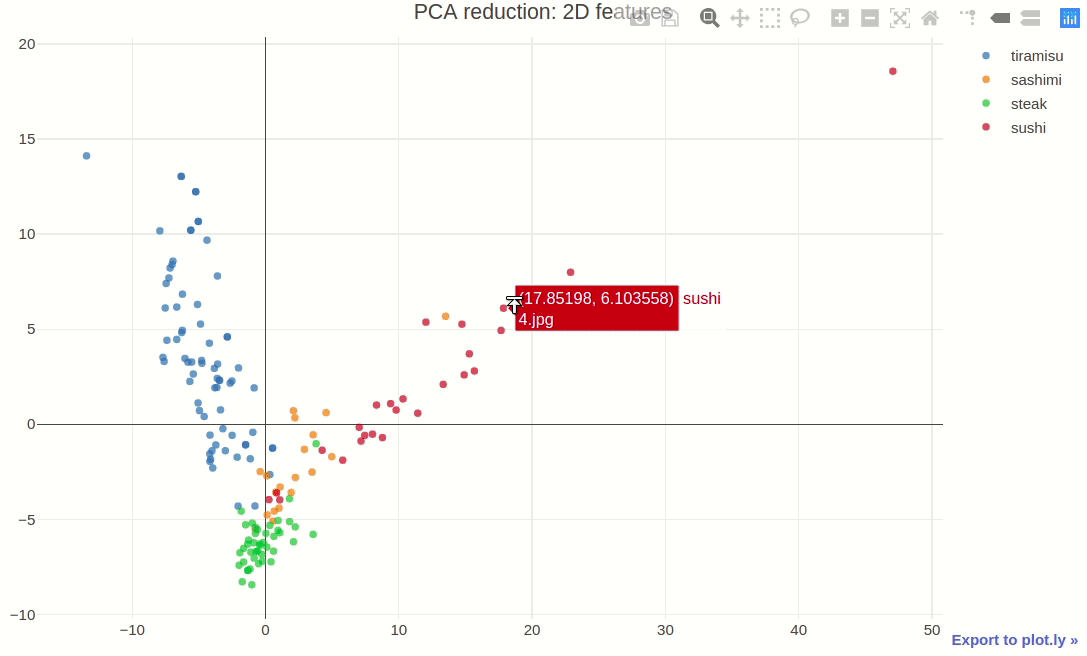 PCA reduction: 2D features
20
15
10
5
0
−5
−10
−10
0
10
20
30
40
50
tiramisu
sashimi
steak
sushi
(17.85198, 6.103558) sushi
4.jpg
Export to plot.ly »